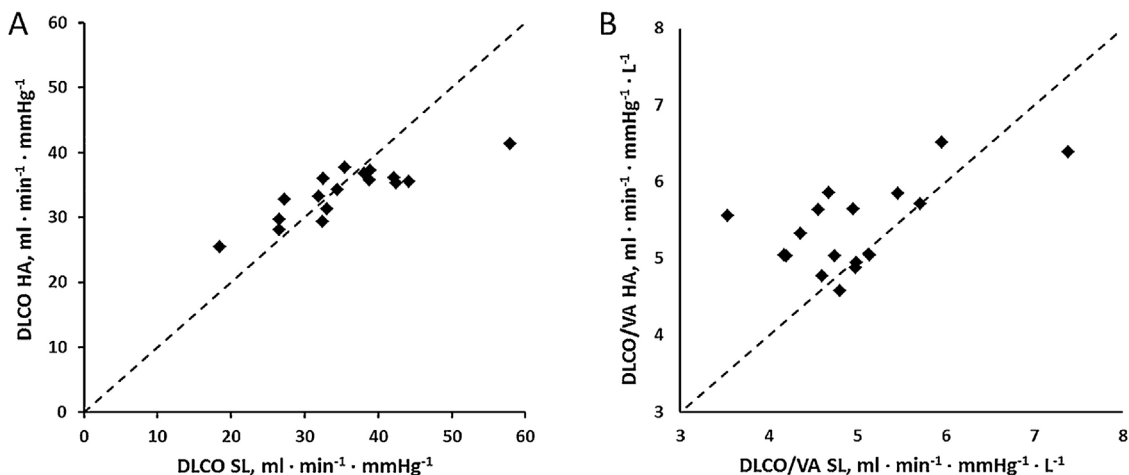 A
60
50
40
30
20
10
0
DLCO HA, ml · min⁻¹ · mmHg⁻¹
0 10 20 30 40 50 60
DLCO SL, ml · min⁻¹ · mmHg⁻¹
B
8
7
6
5
4
3
DLCO/VA HA, ml · min⁻¹ · mmHg⁻¹ · L⁻¹
3 4 5 6 7 8
DLCO/VA SL, ml · min⁻¹ · mmHg⁻¹ · L⁻¹